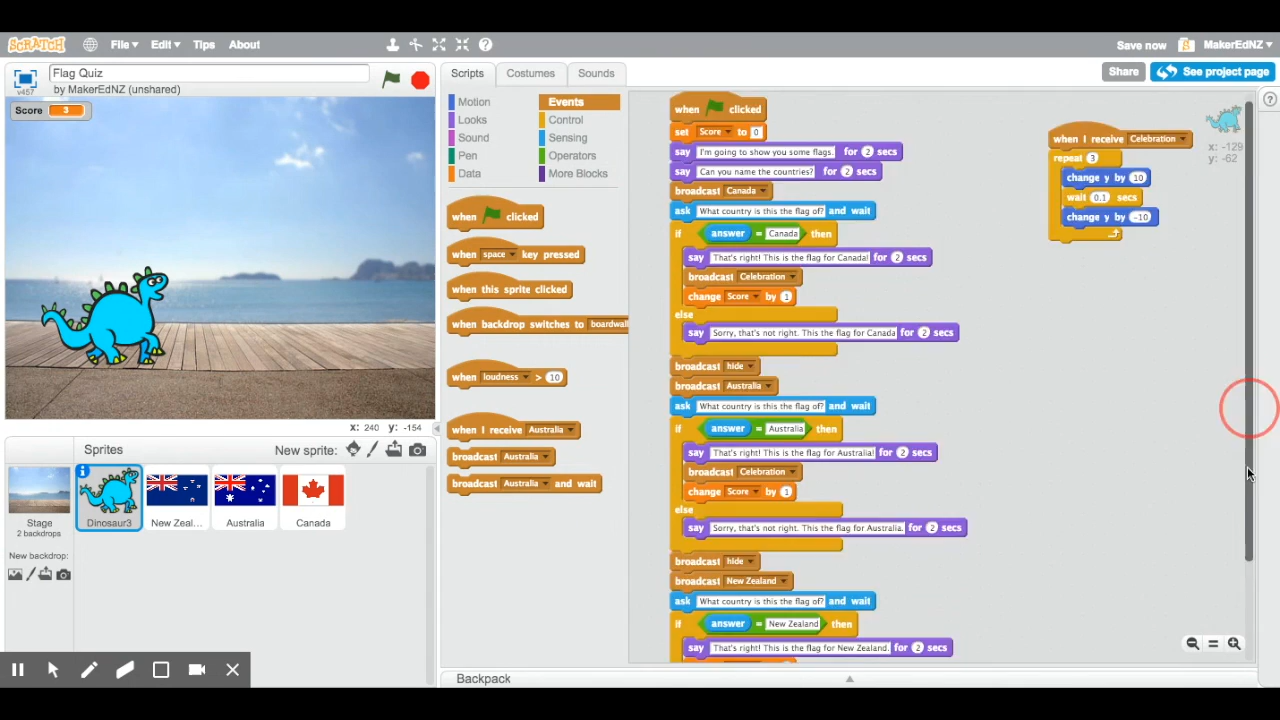 SCRATCH
File
Edit
Tips
About
Save now
MakerEdNZ
Flag Quiz
by MakerEdNZ (unshared)
v457
Scripts
Costumes
Sounds
Share
See project page
Score 3
Motion
Looks
Sound
Pen
Data
Events
Control
Sensing
Operators
More Blocks
when clicked
when space key pressed
when this sprite clicked
when backdrop switches to boardwal
when loudness > 10
when I receive Australia
broadcast Australia
broadcast Australia and wait
when clicked
set Score to 0
say I'm going to show you some flags. for 2 secs
say Can you name the countries? for 2 secs
broadcast Canada
ask What country is this the flag of? and wait
if answer = Canada then
say That's right! This is the flag for Canada! for 2 secs
broadcast Celebration
change Score by 1
else
say Sorry, that's not right. This the flag for Canada for 2 secs
broadcast hide
broadcast Australia
ask What country is this the flag of? and wait
if answer = Australia then
say That's right! This is the flag for Australia! for 2 secs
broadcast Celebration
change Score by 1
else
say Sorry, that's not right. This the flag for Australia. for 2 secs
broadcast hide
broadcast New Zealand
ask What country is this the flag of? and wait
if answer = New Zealand then
say That's right! This is the flag for New Zealand. for 2 secs
when I receive Celebration
repeat 3
change y by 10
wait 0.1 secs
change y by -10
x: -129
y: -62
x: 240 y: -154
Sprites
New sprite:
Stage
2 backdrops
New backdrop:
Dinosaur3
New Zeal...
Australia
Canada
Backpack